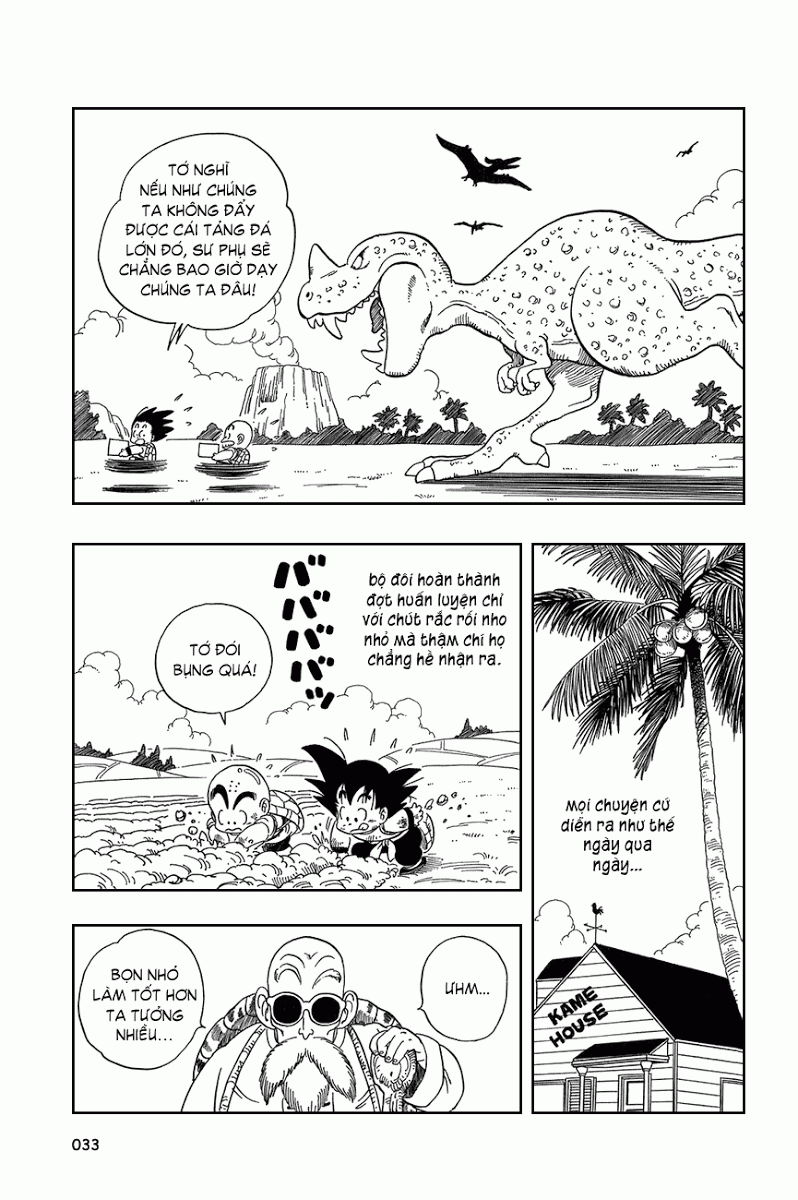 TỚ NGHĨ
NẾU NHƯ CHÚNG
TA KHÔNG ĐẨY
ĐƯỢC CÁI TẢNG ĐÁ
LỚN ĐÓ, SƯ PHỤ SẼ
CHẲNG BAO GIỜ DẠY
CHÚNG TA ĐÂU!
bộ đôi hoàn thành
đợt huấn luyện chỉ
với chút rắc rối nho
nhỏ mà thậm chí họ
chẳng hề nhận ra.
ババババッ
TỚ ĐÓI
BỤNG QUÁ!
mọi chuyện cứ
diễn ra như thế
ngày qua
ngày...
KAME
HOUSE
ƯHM...
BỌN NHỎ
LÀM TỐT HƠN
TA TƯỞNG
NHIỀU...
033